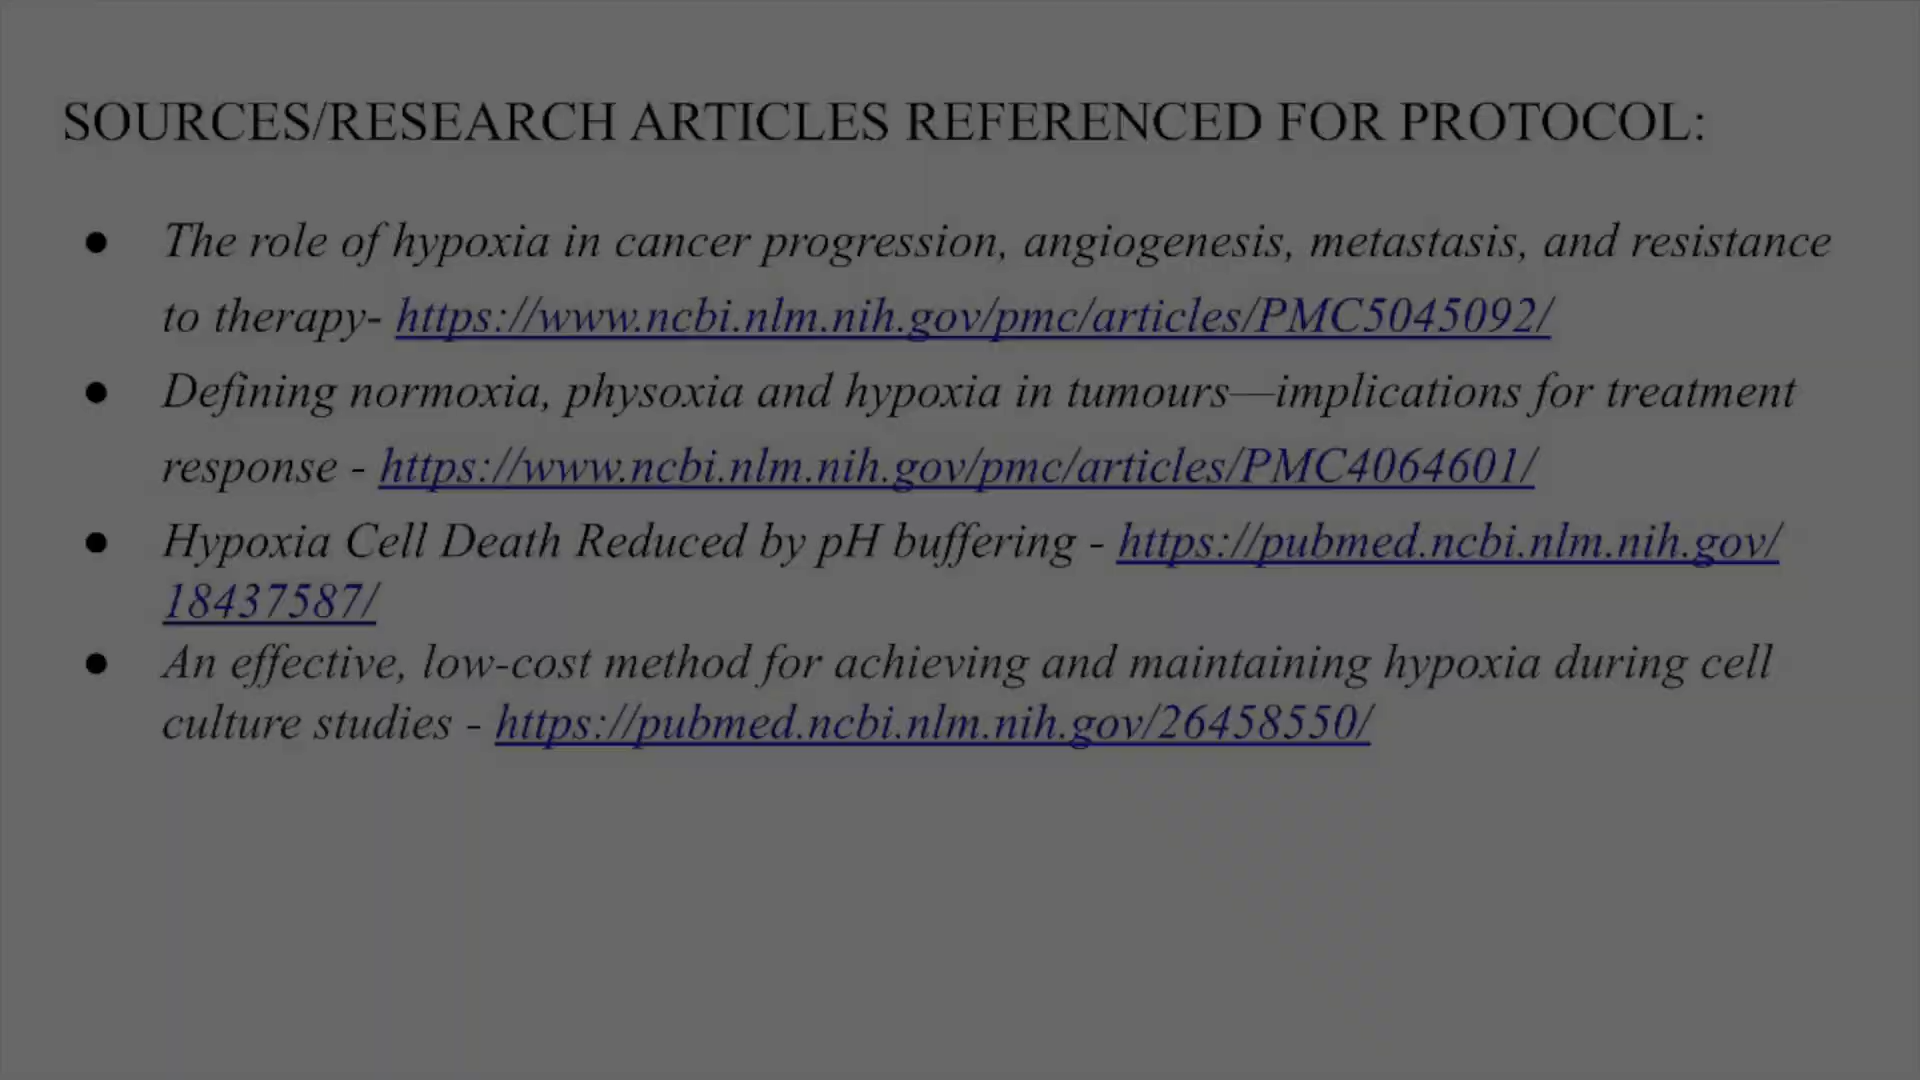 SOURCES/RESEARCH ARTICLES REFERENCED FOR PROTOCOL:
● The role of hypoxia in cancer progression, angiogenesis, metastasis, and resistance
to therapy- https://www.ncbi.nlm.nih.gov/pmc/articles/PMC5045092/
● Defining normoxia, physoxia and hypoxia in tumours—implications for treatment
response - https://www.ncbi.nlm.nih.gov/pmc/articles/PMC4064601/
● Hypoxia Cell Death Reduced by pH buffering - https://pubmed.ncbi.nlm.nih.gov/
18437587/
● An effective, low-cost method for achieving and maintaining hypoxia during cell
culture studies - https://pubmed.ncbi.nlm.nih.gov/26458550/